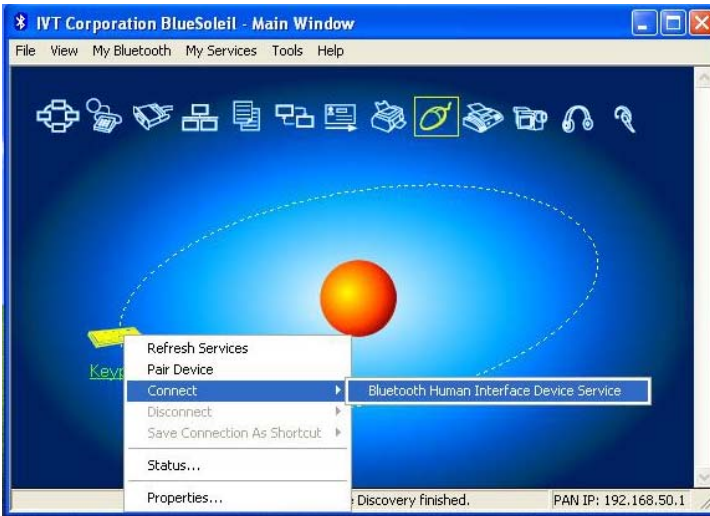 IVT Corporation BlueSoleil - Main Window
File View My Bluetooth My Services Tools Help
Refresh Services
Pair Device
Connect
Bluetooth Human Interface Device Service
Disconnect
Save Connection As Shortcut
Status...
Properties...
Discovery finished.
PAN IP: 192.168.50.1